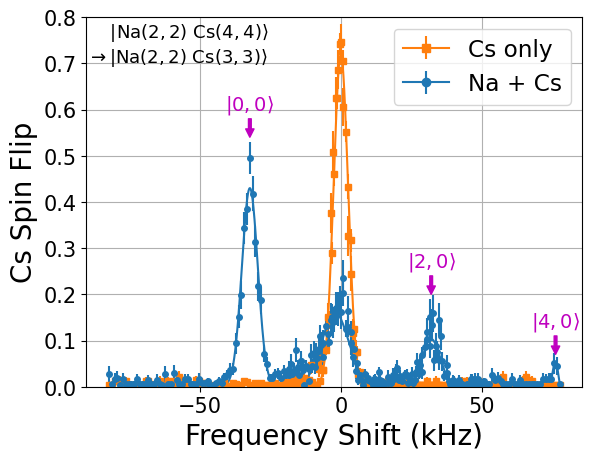 |Na(2, 2) Cs(4, 4)⟩
→|Na(2, 2) Cs(3, 3)⟩
Cs only
Na + Cs
|0, 0⟩
|2, 0⟩
|4, 0⟩
0.8
0.7
0.6
0.5
0.4
0.3
0.2
0.1
0.0
Cs Spin Flip
−50
0
50
Frequency Shift (kHz)